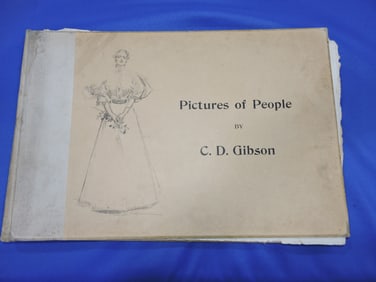 Pictures of People
BY
C. D. Gibson